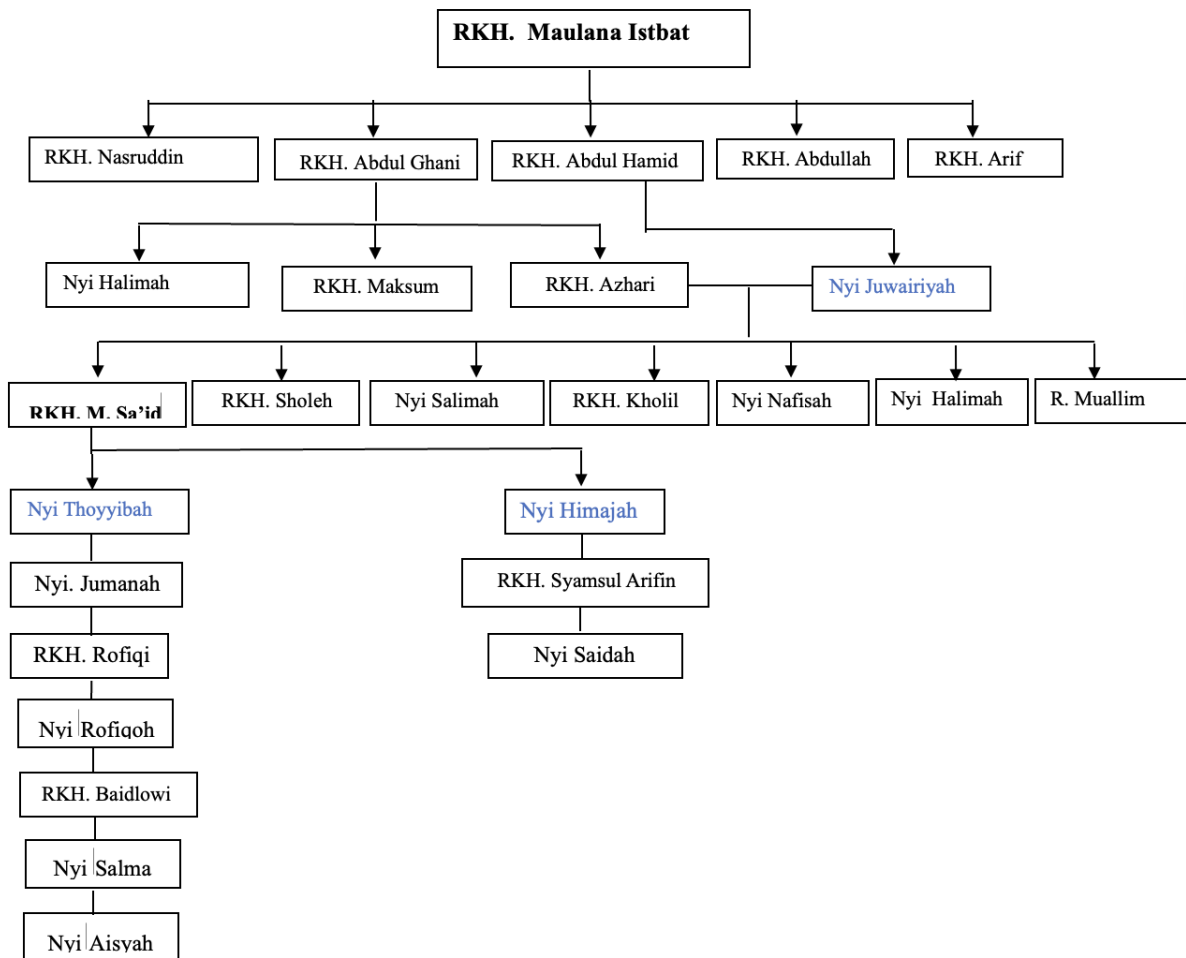 RKH. Maulana Istbat
RKH. Nasruddin
RKH. Abdul Ghani
RKH. Abdul Hamid
RKH. Abdullah
RKH. Arif
Nyi Halimah
RKH. Maksum
RKH. Azhari
Nyi Juwairiyah
RKH. M. Sa’id
RKH. Sholeh
Nyi Salimah
RKH. Kholil
Nyi Nafisah
Nyi Halimah
R. Muallim
Nyi Thoyyibah
Nyi Himajah
Nyi. Jumanah
RKH. Syamsul Arifin
RKH. Rofiqi
Nyi Saidah
Nyi Rofiqoh
RKH. Baidlowi
Nyi Salma
Nyi Aisyah